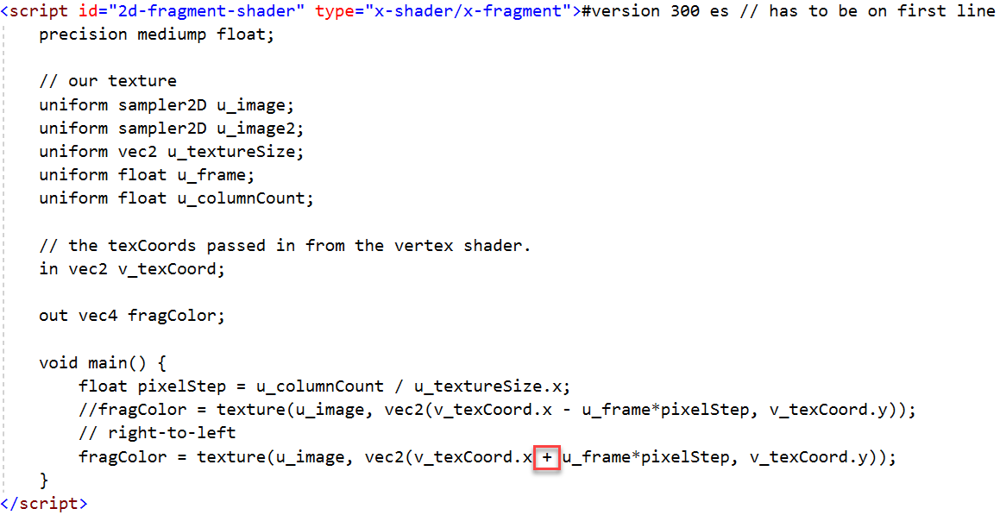 <script id="2d-fragment-shader" type="x-shader/x-fragment">#version 300 es // has to be on first line
    precision mediump float;

    // our texture
    uniform sampler2D u_image;
    uniform sampler2D u_image2;
    uniform vec2 u_textureSize;
    uniform float u_frame;
    uniform float u_columnCount;

    // the texCoords passed in from the vertex shader.
    in vec2 v_texCoord;

    out vec4 fragColor;

    void main() {
        float pixelStep = u_columnCount / u_textureSize.x;
        //fragColor = texture(u_image, vec2(v_texCoord.x - u_frame*pixelStep, v_texCoord.y));
        // right-to-left
        fragColor = texture(u_image, vec2(v_texCoord.x + u_frame*pixelStep, v_texCoord.y));
    }
</script>